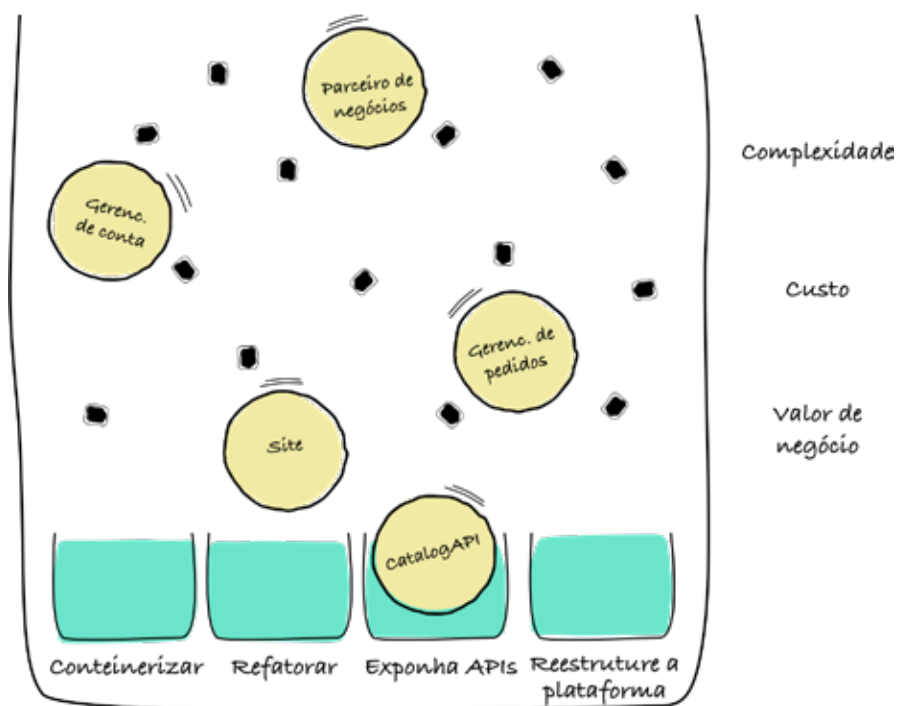 Parceiro de
negócios
Complexidade
Gerenc.
de conta
Custo
Gerenc. de
pedidos
Valor de
negócio
Site
CatalogAPI
Conteinerizar
Refatorar
Exponha APIs
Reestruture a
plataforma